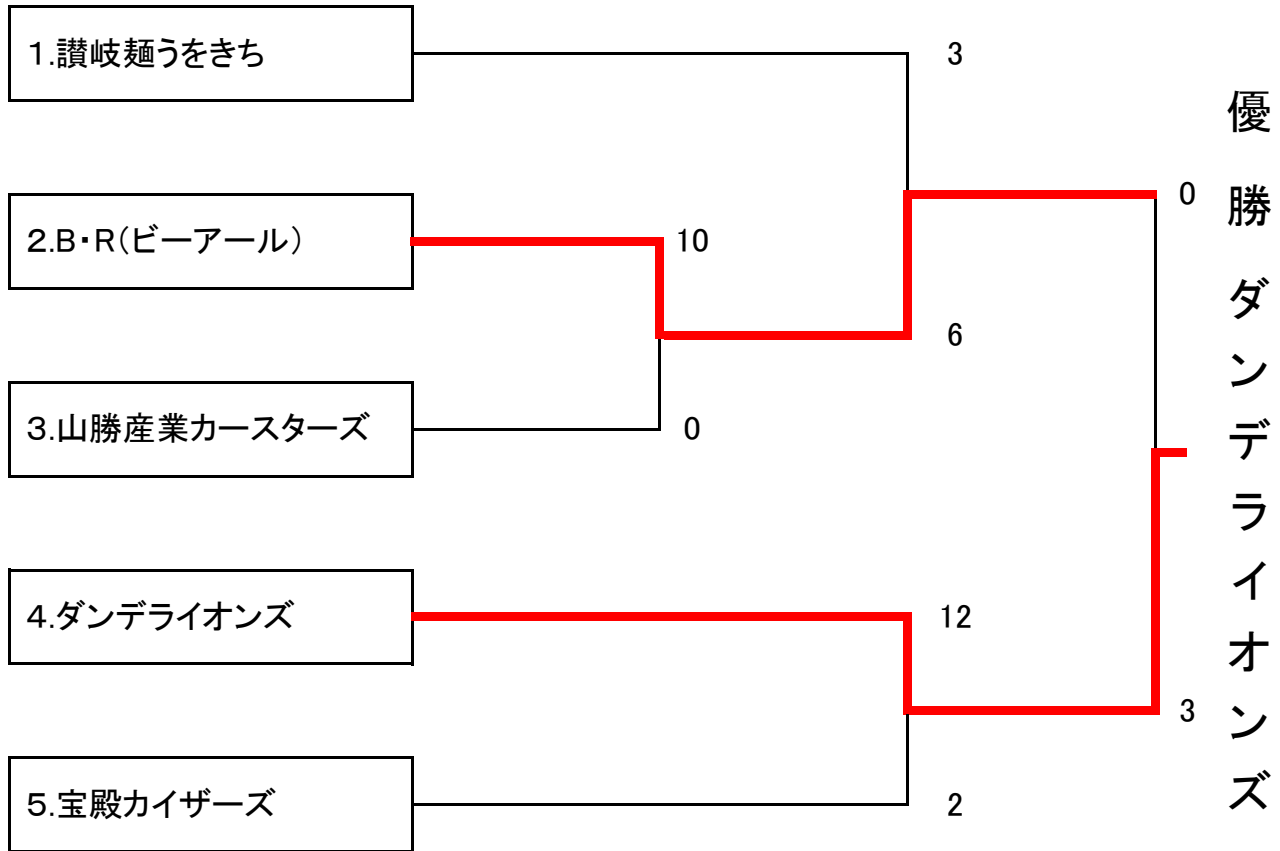 1.讃岐麺うをきち
3
2.B・R(ビーアール)
10
0
6
3.山勝産業カースターズ
0
4.ダンデライオンズ
12
3
5.宝殿カイザーズ
2
優勝 ダンデライオンズ